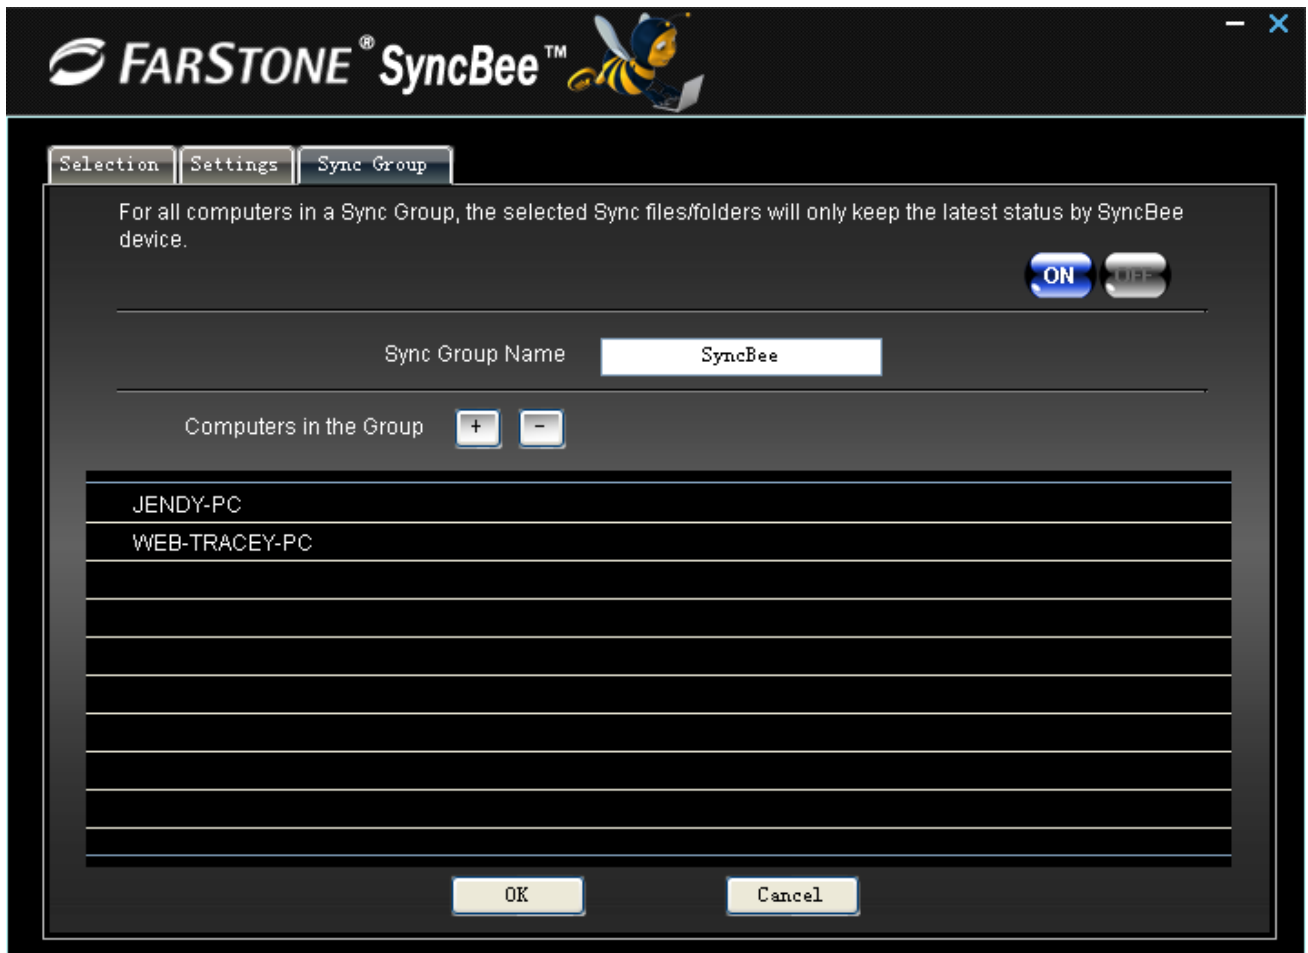 FARSTONE® SyncBee™
Selection Settings Sync Group
For all computers in a Sync Group, the selected Sync files/folders will only keep the latest status by SyncBee
device.
ON OFF
Sync Group Name SyncBee
Computers in the Group + -
JENDY-PC
WEB-TRACEY-PC
OK Cancel